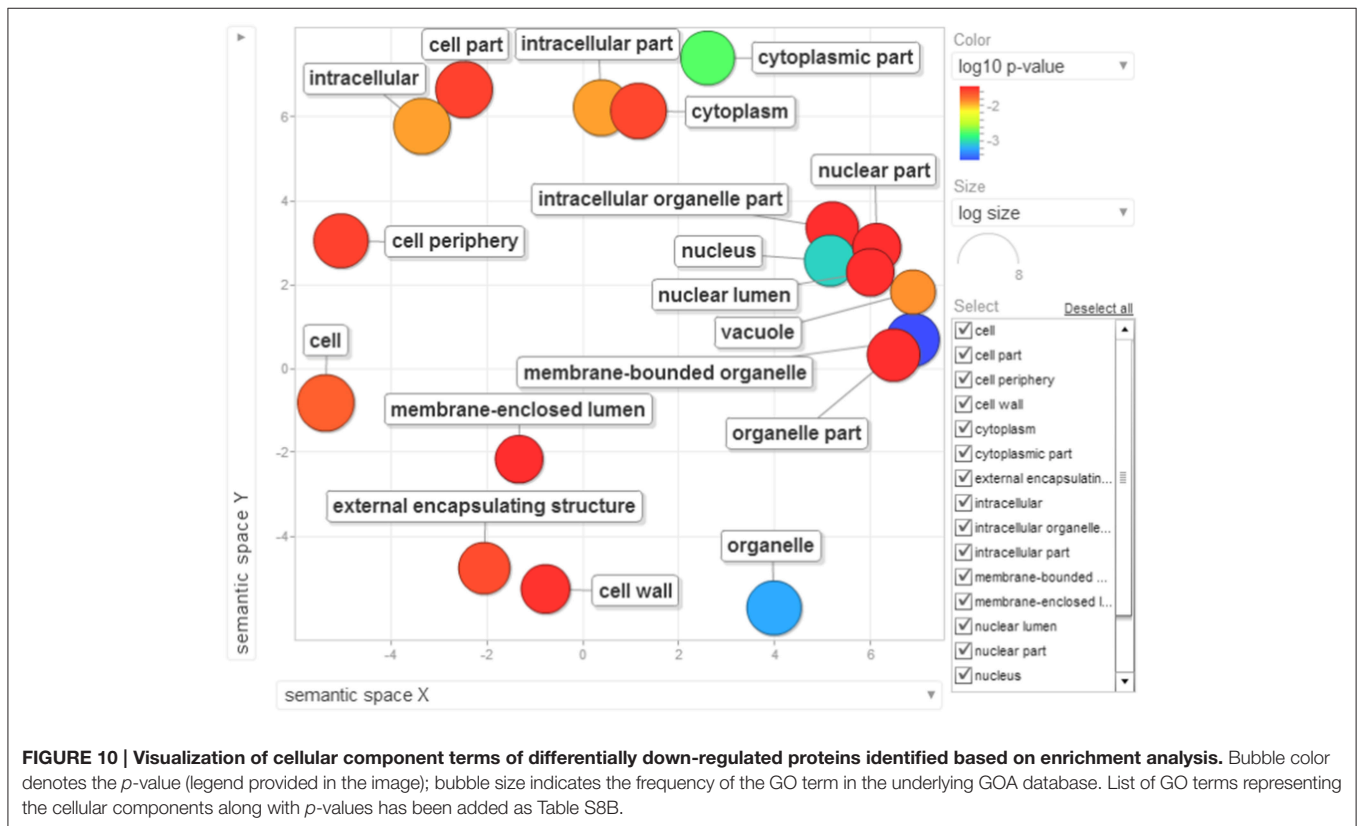 cell part
intracellular part
cytoplasmic part
intracellular
cytoplasm
nuclear part
intracellular organelle part
cell periphery
nucleus
nuclear lumen
vacuole
cell
membrane-bounded organelle
membrane-enclosed lumen
organelle part
external encapsulating structure
organelle
cell wall
6
4
2
0
-2
-4
semantic space Y
-4
-2
0
2
4
6
semantic space X
Color
log10 p-value
-2
-3
Size
log size
8
Select Deselect all
cell
cell part
cell periphery
cell wall
cytoplasm
cytoplasmic part
external encapsulatin...
intracellular
intracellular organelle...
intracellular part
membrane-bounded ...
membrane-enclosed l...
nuclear lumen
nuclear part
nucleus
FIGURE 10 | Visualization of cellular component terms of differentially down-regulated proteins identified based on enrichment analysis. Bubble color
denotes the p-value (legend provided in the image); bubble size indicates the frequency of the GO term in the underlying GOA database. List of GO terms representing
the cellular components along with p-values has been added as Table S8B.